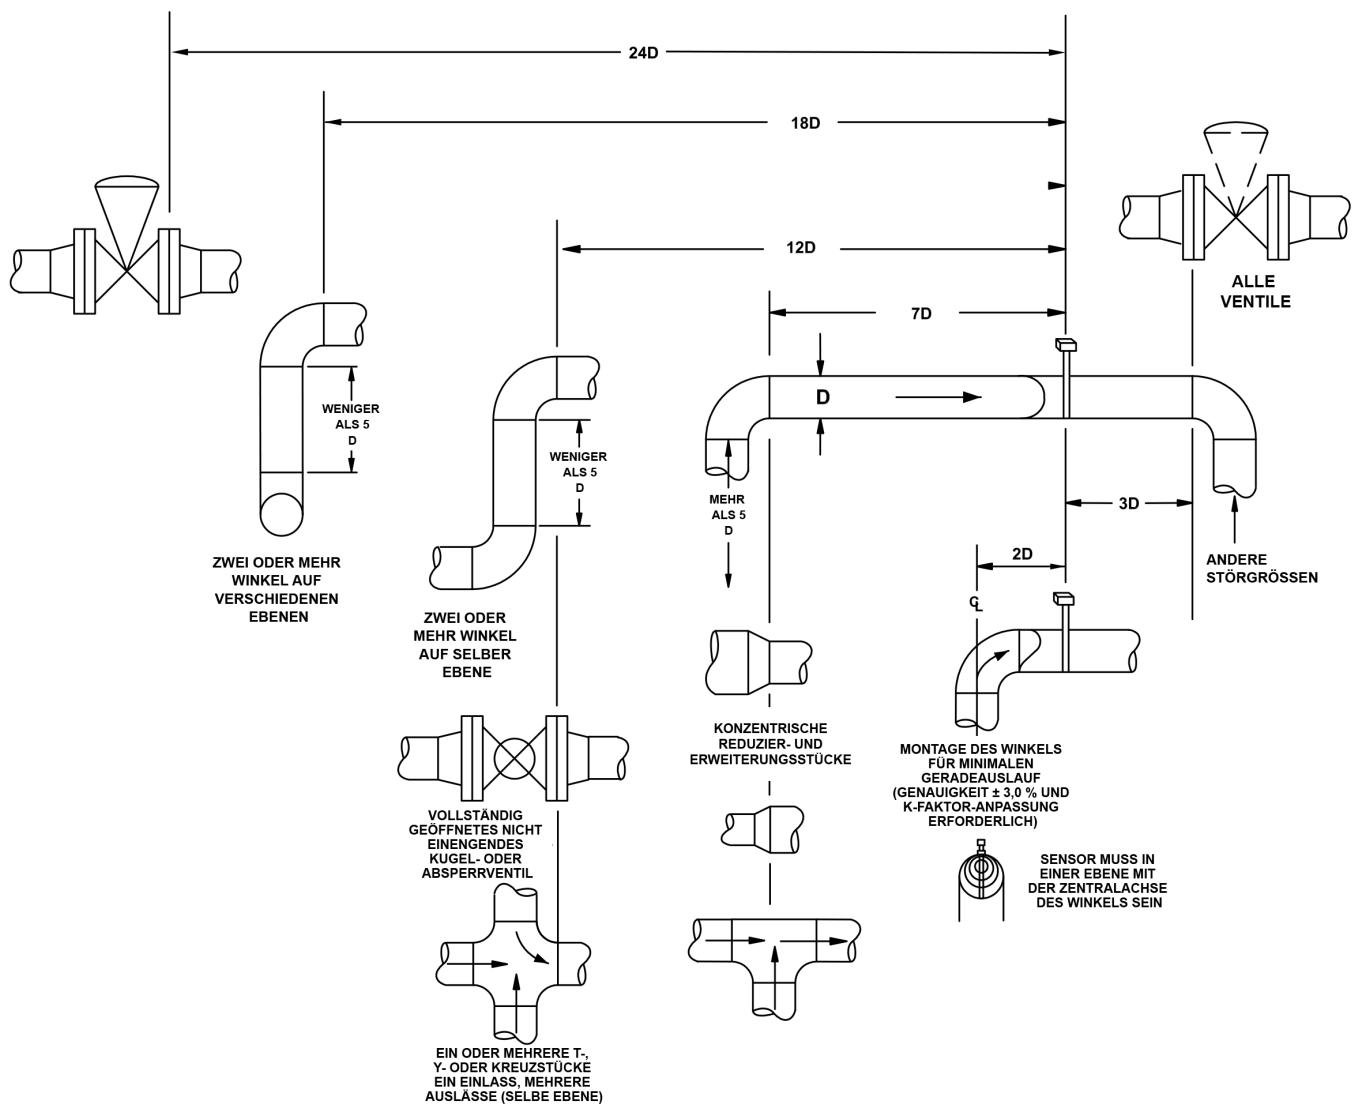 24D
18D
12D
7D
ALLE
VENTILE
D
WENIGER
ALS 5
D
WENIGER
ALS 5
D
MEHR
ALS 5
D
3D
2D
ANDERE
STÖRGRÖSSEN
ZWEI ODER MEHR
WINKEL AUF
VERSCHIEDENEN
EBENEN
ZWEI ODER
MEHR WINKEL
AUF SELBER
EBENE
CL
KONZENTRISCHE
REDUZIER- UND
ERWEITERUNGSSTÜCKE
MONTAGE DES WINKELS
FÜR MINIMALEN
GERADEAUSLAUF
(GENAUIGKEIT ± 3,0 % UND
K-FAKTOR-ANPASSUNG
ERFORDERLICH)
VOLLSTÄNDIG
GEÖFFNETES NICHT
EINENGENDES
KUGEL- ODER
ABSPERRVENTIL
SENSOR MUSS IN
EINER EBENE MIT
DER ZENTRALACHSE
DES WINKELS SEIN
EIN ODER MEHRERE T-,
Y- ODER KREUZSTÜCKE
EIN EINLASS, MEHRERE
AUSLÄSSE (SELBE EBENE)